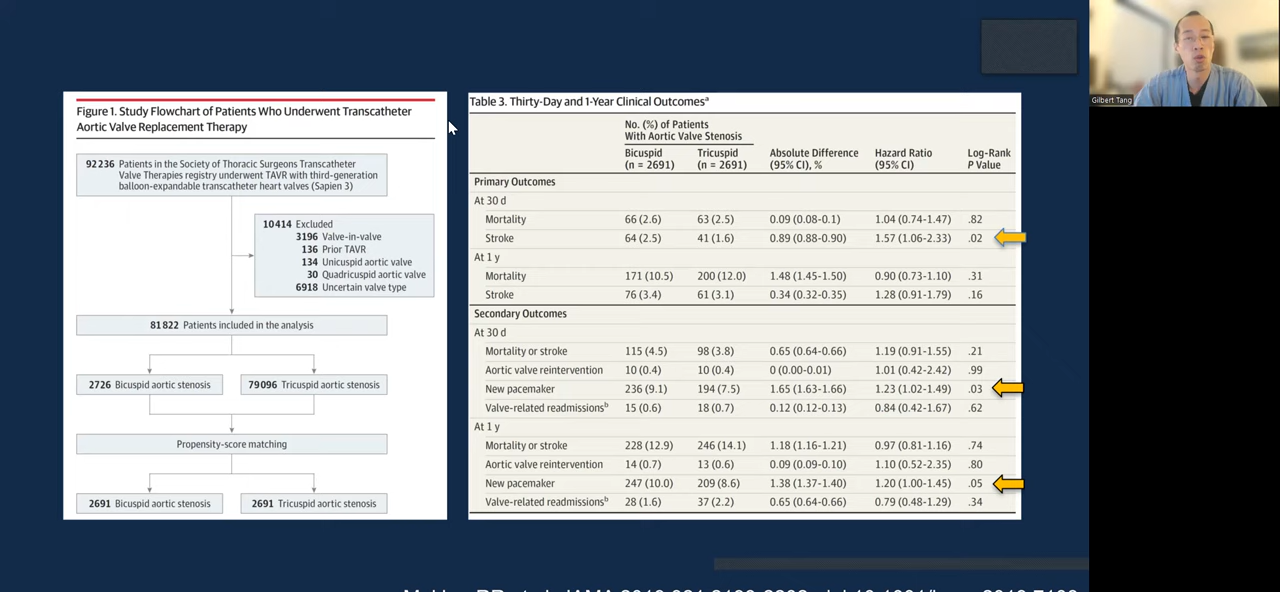 Figure 1. Study Flowchart of Patients Who Underwent Transcatheter
Aortic Valve Replacement Therapy
92 236 Patients in the Society of Thoracic Surgeons Transcatheter
Valve Therapies registry underwent TAVR with third-generation
balloon-expandable transcatheter heart valves (Sapien 3)
10 414 Excluded
3196 Valve-in-valve
136 Prior TAVR
134 Unicuspid aortic valve
30 Quadricuspid aortic valve
6918 Uncertain valve type
81 822 Patients included in the analysis
2726 Bicuspid aortic stenosis
79 096 Tricuspid aortic stenosis
Propensity-score matching
2691 Bicuspid aortic stenosis
2691 Tricuspid aortic stenosis
Table 3. Thirty-Day and 1-Year Clinical Outcomesa
No. (%) of Patients
With Aortic Valve Stenosis
Bicuspid Tricuspid Absolute Difference Hazard Ratio Log-Rank
(n = 2691) (n = 2691) (95% CI), % (95% CI) P Value
Primary Outcomes
At 30 d
Mortality 66 (2.6) 63 (2.5) 0.09 (0.08-0.1) 1.04 (0.74-1.47) .82
Stroke 64 (2.5) 41 (1.6) 0.89 (0.88-0.90) 1.57 (1.06-2.33) .02
At 1 y
Mortality 171 (10.5) 200 (12.0) 1.48 (1.45-1.50) 0.90 (0.73-1.10) .31
Stroke 76 (3.4) 61 (3.1) 0.34 (0.32-0.35) 1.28 (0.91-1.79) .16
Secondary Outcomes
At 30 d
Mortality or stroke 115 (4.5) 98 (3.8) 0.65 (0.64-0.66) 1.19 (0.91-1.55) .21
Aortic valve reintervention 10 (0.4) 10 (0.4) 0 (0.00-0.01) 1.01 (0.42-2.42) .99
New pacemaker 236 (9.1) 194 (7.5) 1.65 (1.63-1.66) 1.23 (1.02-1.49) .03
Valve-related readmissionsb 15 (0.6) 18 (0.7) 0.12 (0.12-0.13) 0.84 (0.42-1.67) .62
At 1 y
Mortality or stroke 228 (12.9) 246 (14.1) 1.18 (1.16-1.21) 0.97 (0.81-1.16) .74
Aortic valve reintervention 14 (0.7) 13 (0.6) 0.09 (0.09-0.10) 1.10 (0.52-2.35) .80
New pacemaker 247 (10.0) 209 (8.6) 1.38 (1.37-1.40) 1.20 (1.00-1.45) .05
Valve-related readmissionsb 28 (1.6) 37 (2.2) 0.65 (0.64-0.66) 0.79 (0.48-1.29) .34
Gilbert Tang